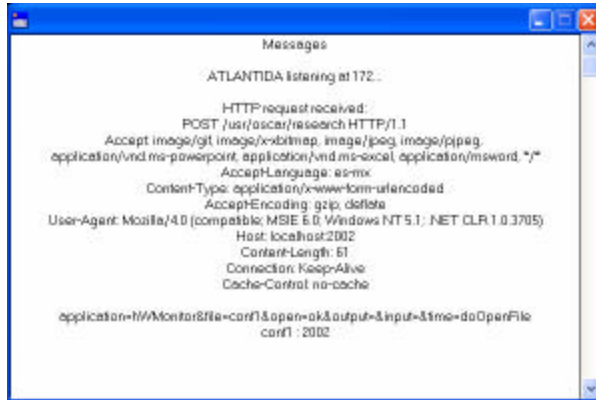 Messages
ATLANTIDA listening at 172...
HTTP request received:
POST /usr/oscar/research HTTP/1.1
Accept: image/gif, image/x-xbitmap, image/jpeg, image/pjpeg,
application/vnd.ms-powerpoint, application/vnd.ms-excel, application/msword, */*
Accept-Language: es-mx
Content-Type: application/x-www-form-urlencoded
Accept-Encoding: gzip, deflate
User-Agent: Mozilla/4.0 (compatible; MSIE 6.0; Windows NT 5.1; .NET CLR 1.0.3705)
Host: localhost:2002
Content-Length: 61
Connection: Keep-Alive
Cache-Control: no-cache
application=hWMonitor&file=conf1&open=ok&output=&input=&time=doOpenFile
conf1 : 2002